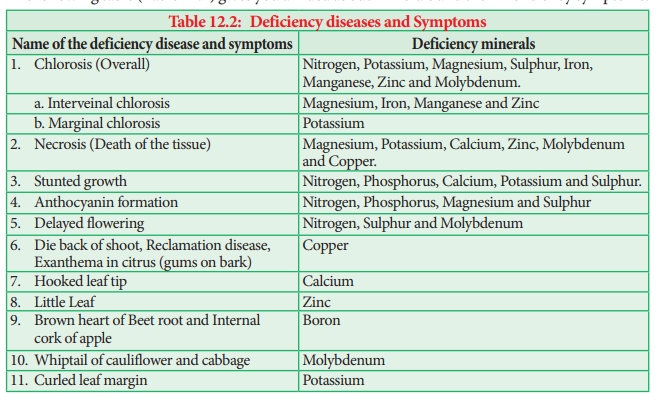 Table 12.2: Deficiency diseases and Symptoms
Name of the deficiency disease and symptoms Deficiency minerals
1. Chlorosis (Overall) Nitrogen, Potassium, Magnesium, Sulphur, Iron,
Manganese, Zinc and Molybdenum.
a. Interveinal chlorosis Magnesium, Iron, Manganese and Zinc
b. Marginal chlorosis Potassium
2. Necrosis (Death of the tissue) Magnesium, Potassium, Calcium, Zinc, Molybdenum
and Copper.
3. Stunted growth Nitrogen, Phosphorus, Calcium, Potassium and Sulphur.
4. Anthocyanin formation Nitrogen, Phosphorus, Magnesium and Sulphur
5. Delayed flowering Nitrogen, Sulphur and Molybdenum
6. Die back of shoot, Reclamation disease, Copper
Exanthema in citrus (gums on bark)
7. Hooked leaf tip Calcium
8. Little Leaf Zinc
9. Brown heart of Beet root and Internal Boron
cork of apple
10. Whiptail of cauliflower and cabbage Molybdenum
11. Curled leaf margin Potassium